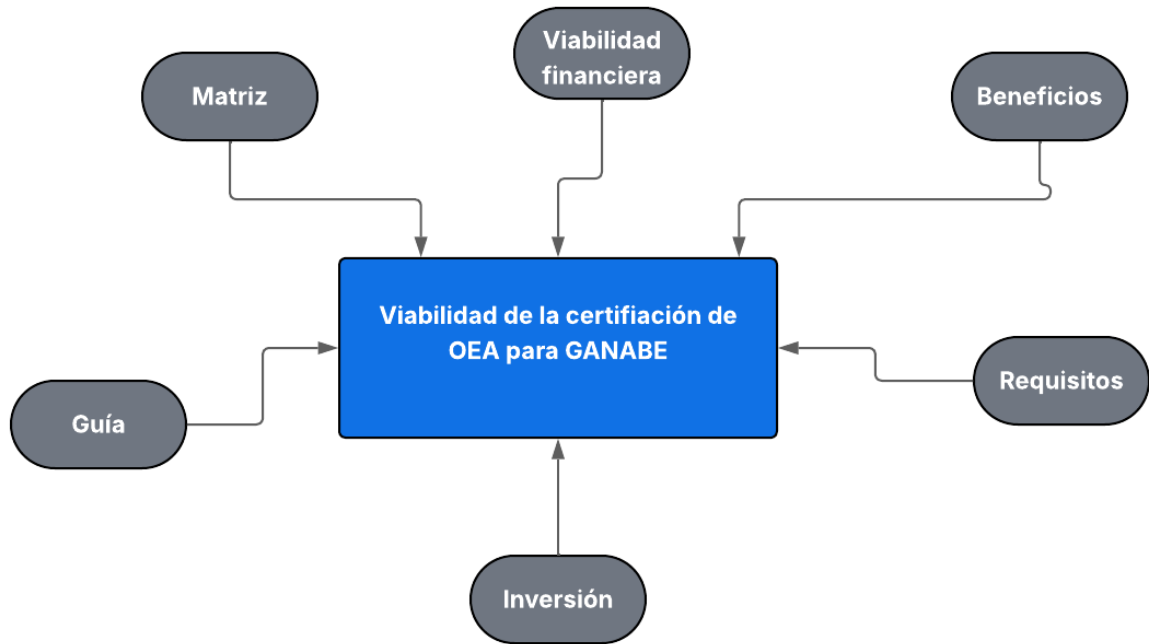 Viabilidad
financiera
Matriz
Beneficios
Viabilidad de la certifiación de
OEA para GANABE
Requisitos
Guía
Inversión